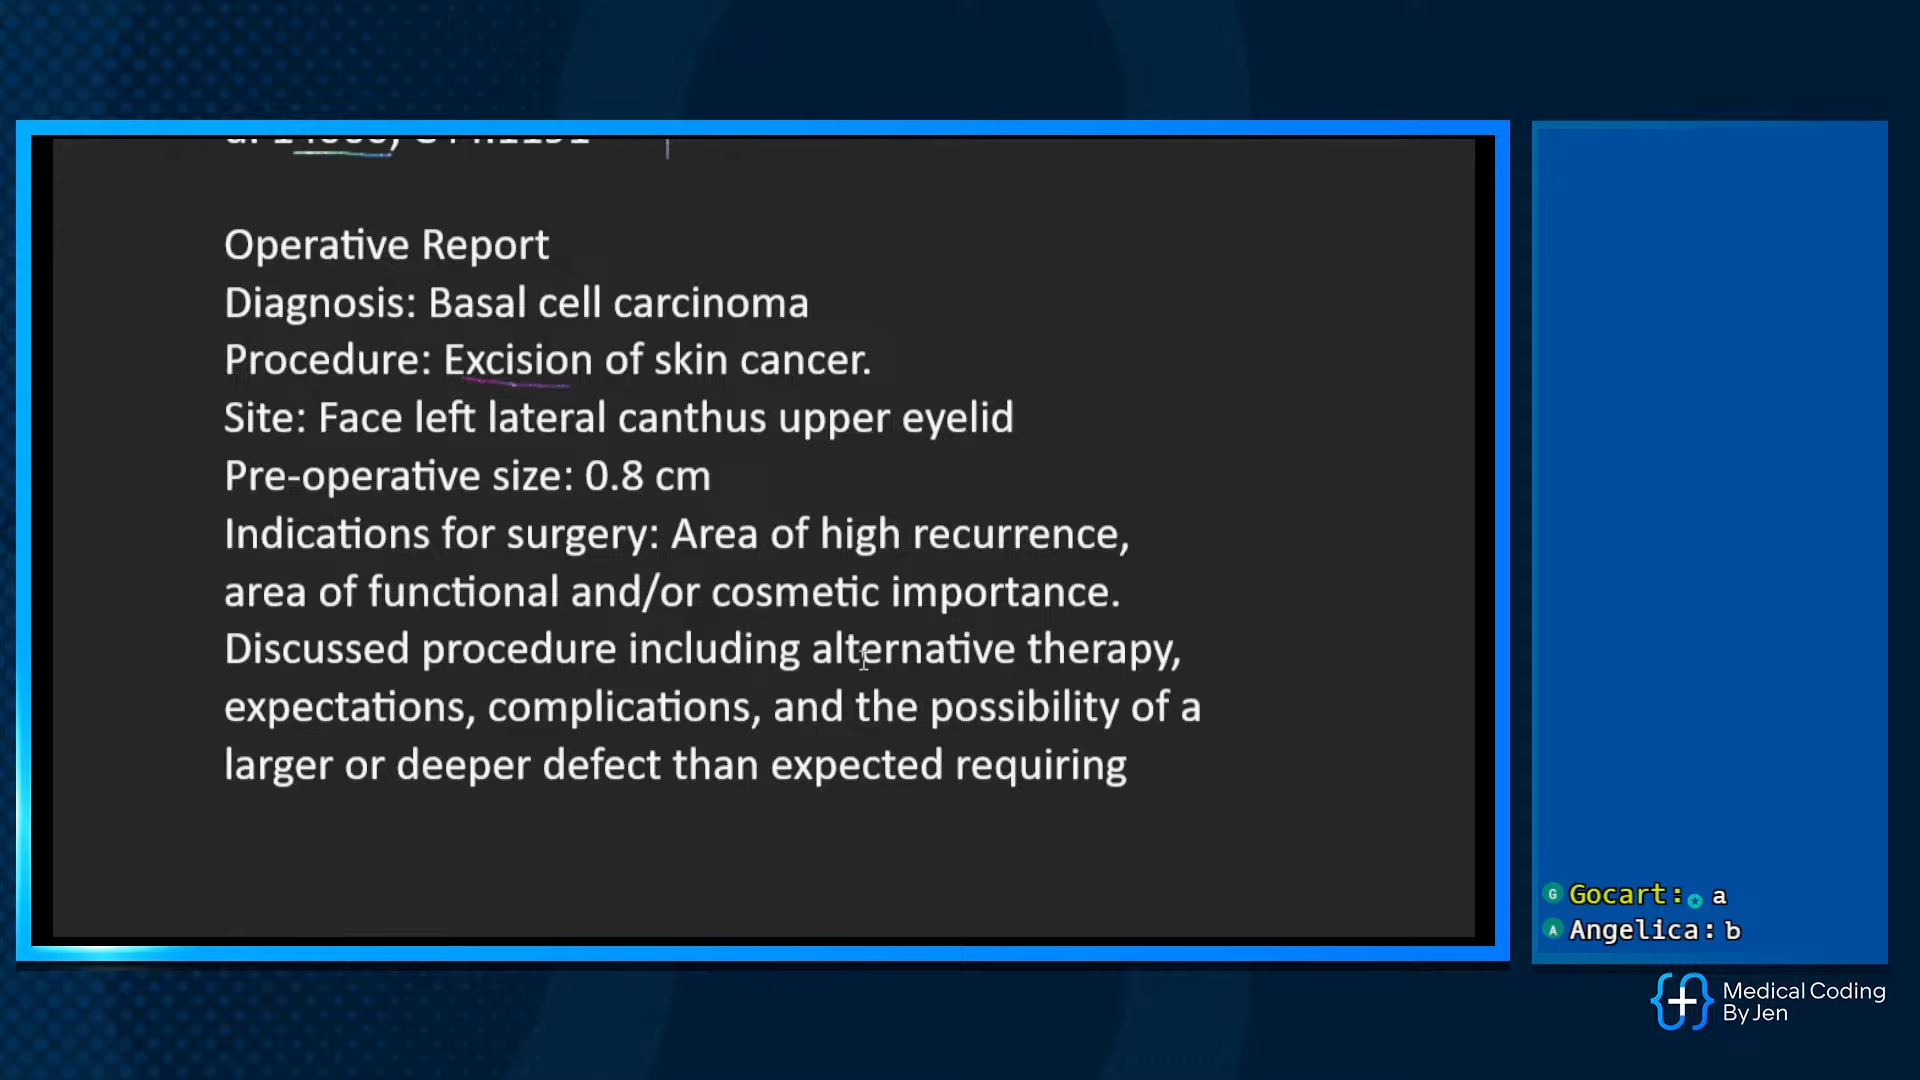 Operative Report
Diagnosis: Basal cell carcinoma
Procedure: Excision of skin cancer.
Site: Face left lateral canthus upper eyelid
Pre-operative size: 0.8 cm
Indications for surgery: Area of high recurrence,
area of functional and/or cosmetic importance.
Discussed procedure including alternative therapy,
expectations, complications, and the possibility of a
larger or deeper defect than expected requiring
G Gocart: a
A Angelica: b
Medical Coding
By Jen